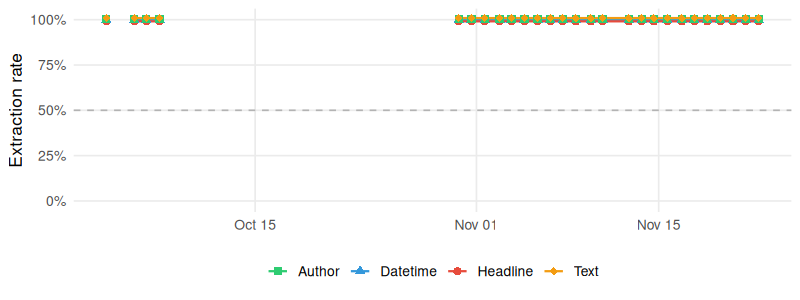 Extraction rate
100%
75%
50%
25%
0%
Oct 15 Nov 01 Nov 15
Author Datetime Headline Text